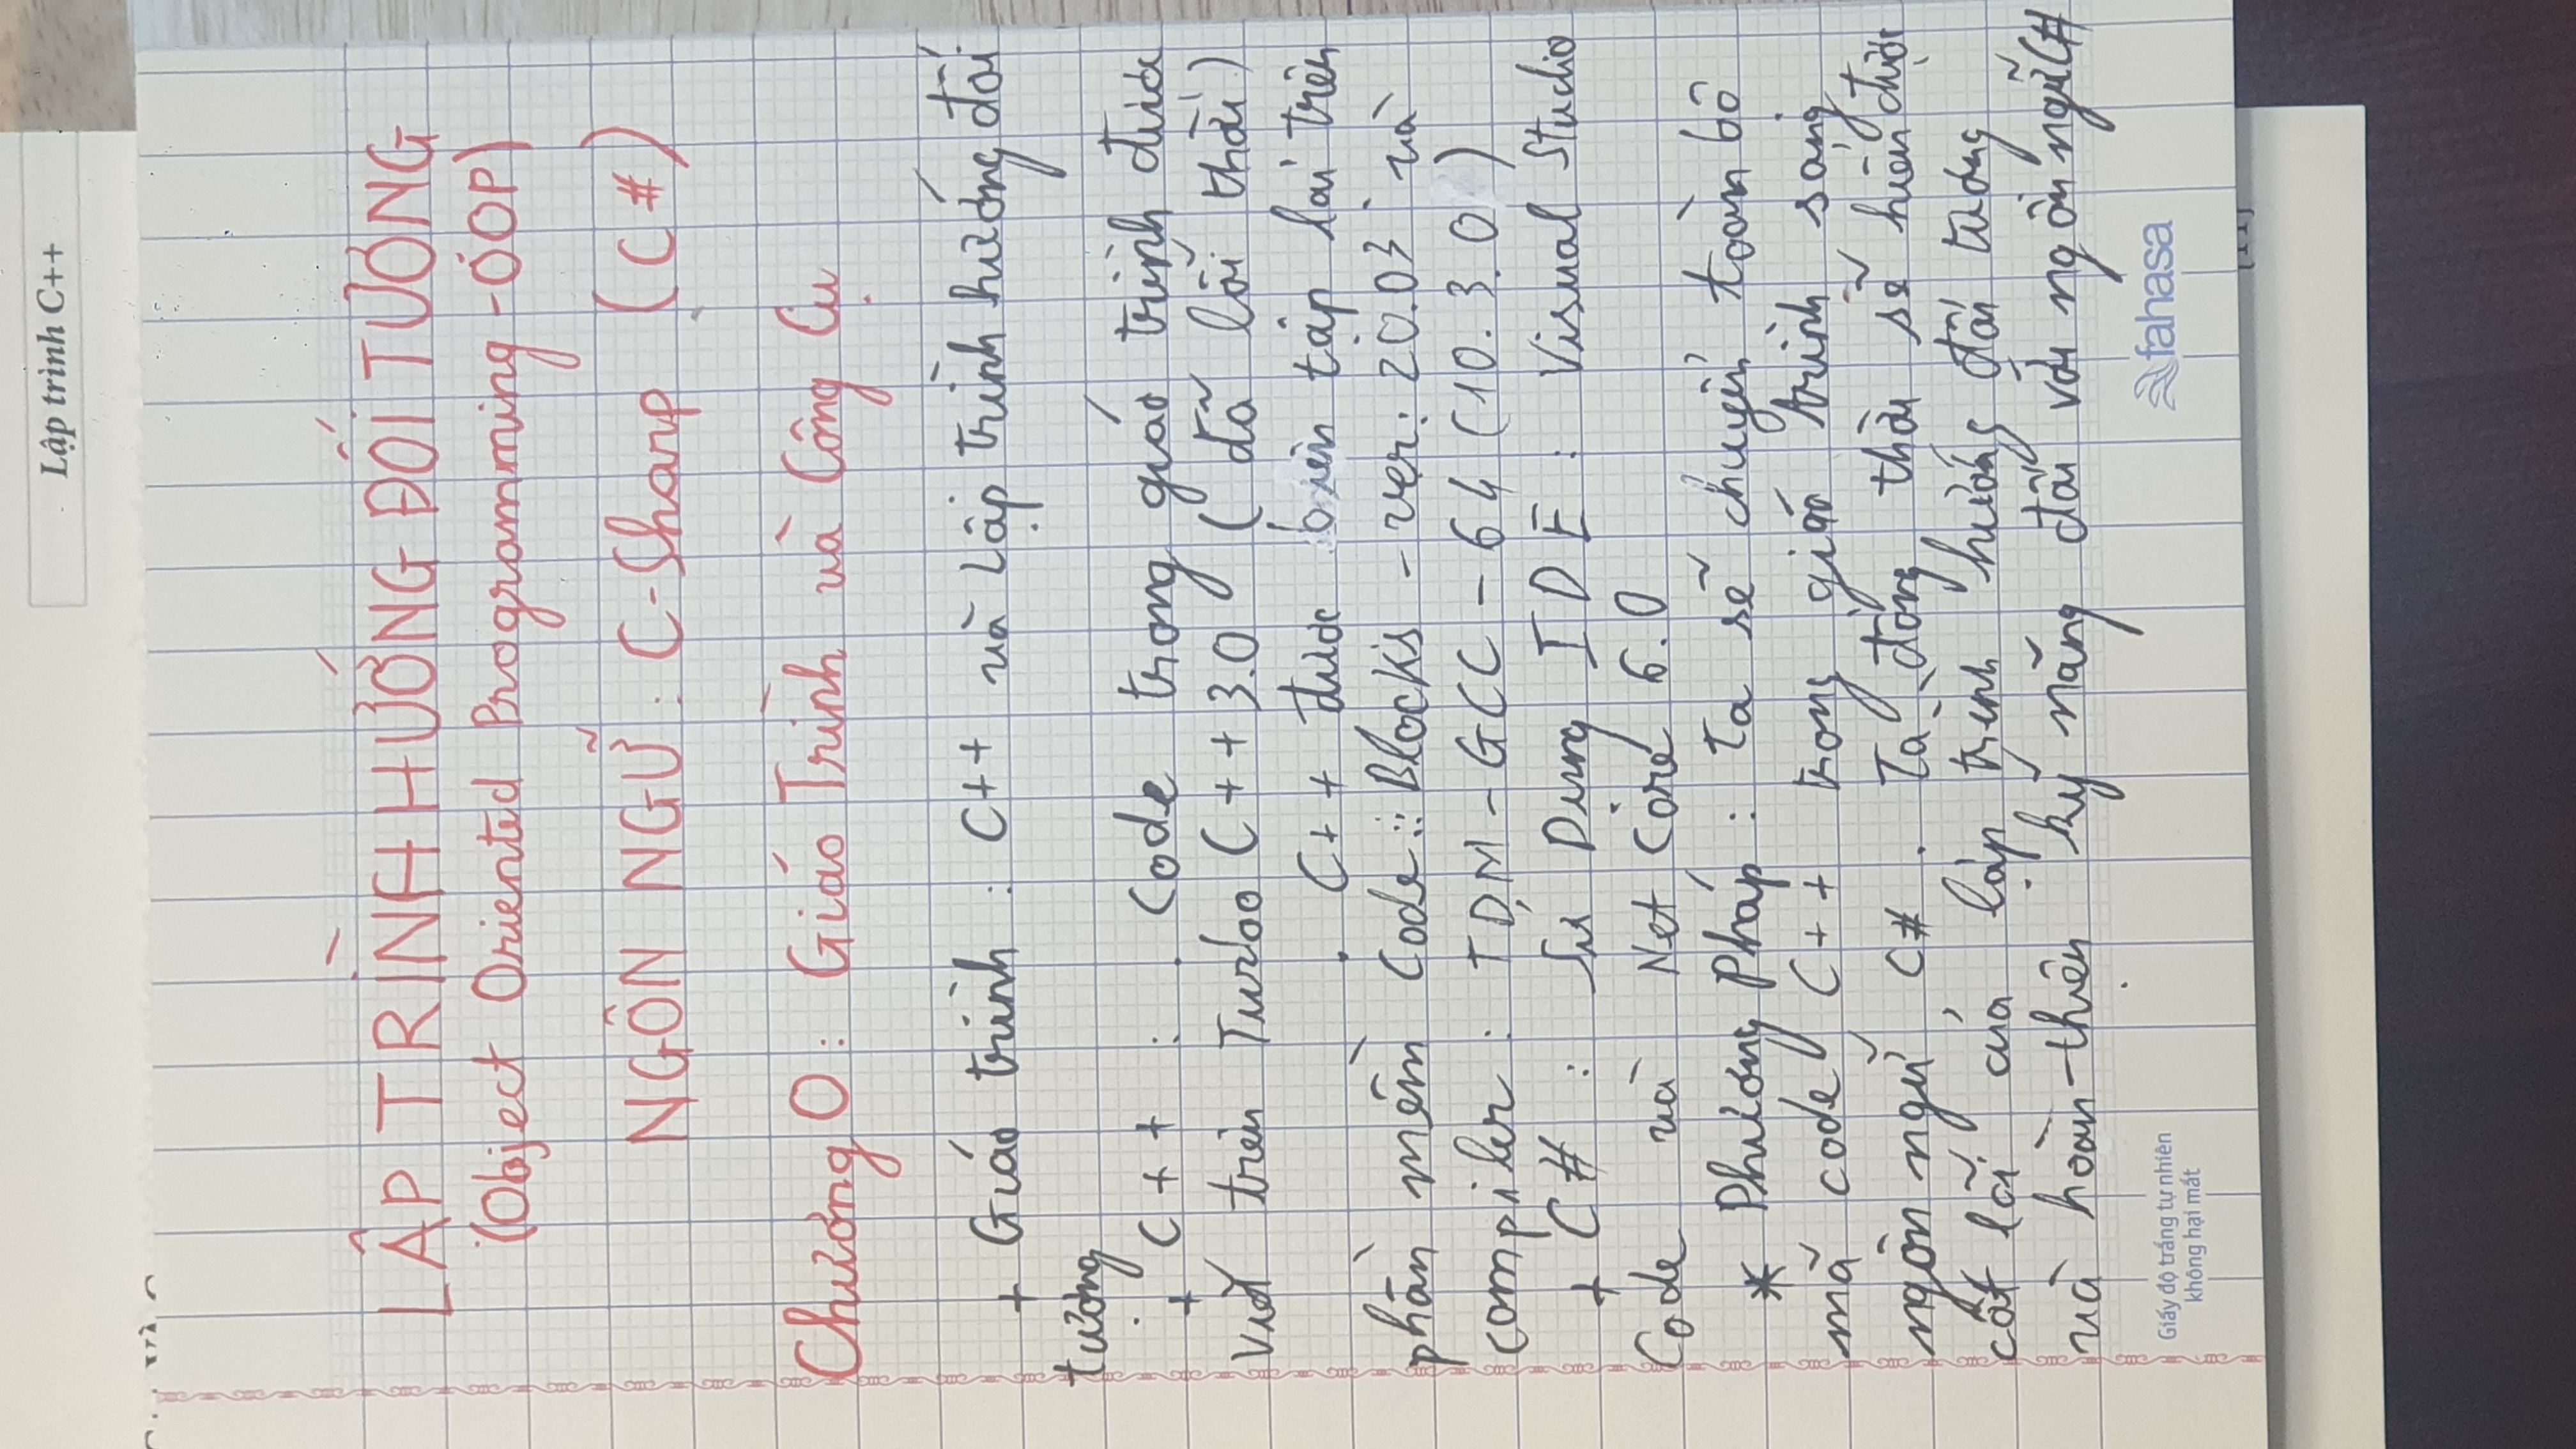 Lập trình C++
LẬP TRÌNH HƯỚNG ĐỐI TƯỢNG
(Object Oriented Programming - OOP)
NGÔN NGỮ : C-Sharp (C#)
Chương 0 : Giáo Trình và Công Cụ
+ Giáo trình : C++ và Lập trình hướng đối
tượng
+ C++ : . Code trong giáo trình được
viết trên Turbo C++ 3.0 ( đã lỗi thời )
. C++ được biên tập lại trên
phần mềm Code::Blocks - ver: 20.03 và
compiler : TDM - GCC - 64 (10.3.0 )
+ C# : Sử Dụng IDE : Visual Studio
Code và Net Core 6.0
* Phương Pháp : Ta sẽ chuyển toàn bộ
mã code C++ trong giáo trình sang
ngôn ngữ C# . Ta đồng thời sẽ hiểu được
cốt lõi của lập trình hướng đối tượng
và hoàn thiện kỹ năng đối với ngôn ngữ C#
Giấy độ trắng tự nhiên
không hại mắt
fahasa
[11]